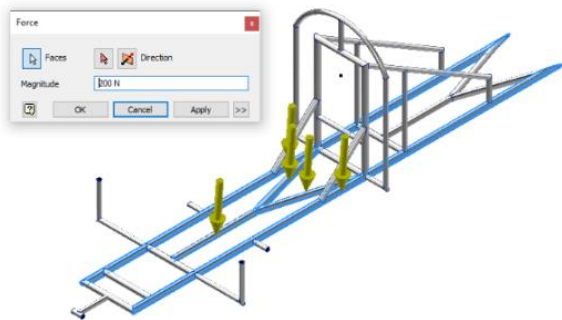 Force
x
Faces
Direction
Magnitude
200 N
?
OK
Cancel
Apply
>>